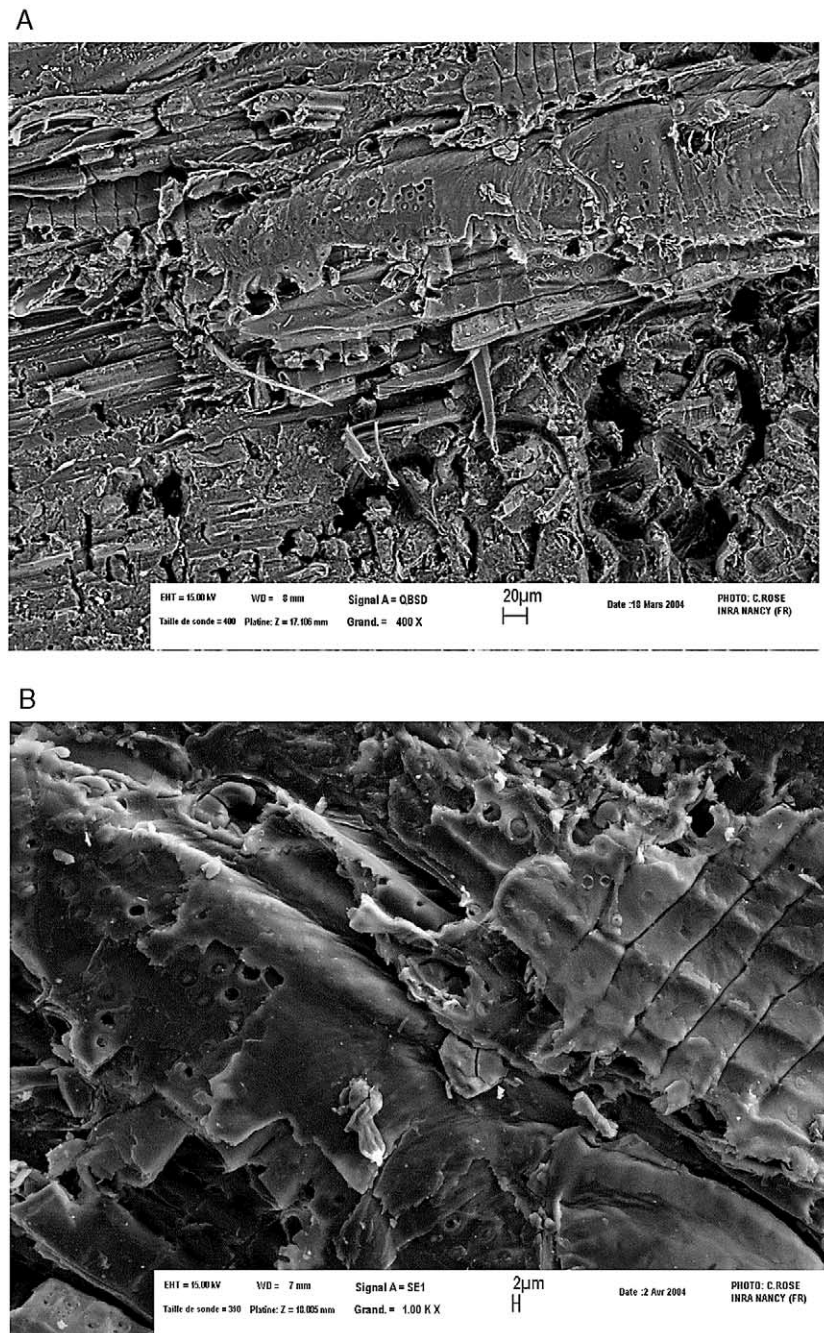 A
EHT = 15.00 kV WD = 8 mm Signal A = QBSD 20µm Date :18 Mars 2004 PHOTO: C.ROSE
Taille de sonde = 400 Platine: Z = 17.106 mm Grand. = 400 X INRA NANCY (FR)
B
EHT = 15.00 kV WD = 7 mm Signal A = SE1 2µm Date :2 Avr 2004 PHOTO: C.ROSE
Taille de sonde = 300 Platine: Z = 18.005 mm Grand. = 1.00 K X INRA NANCY (FR)